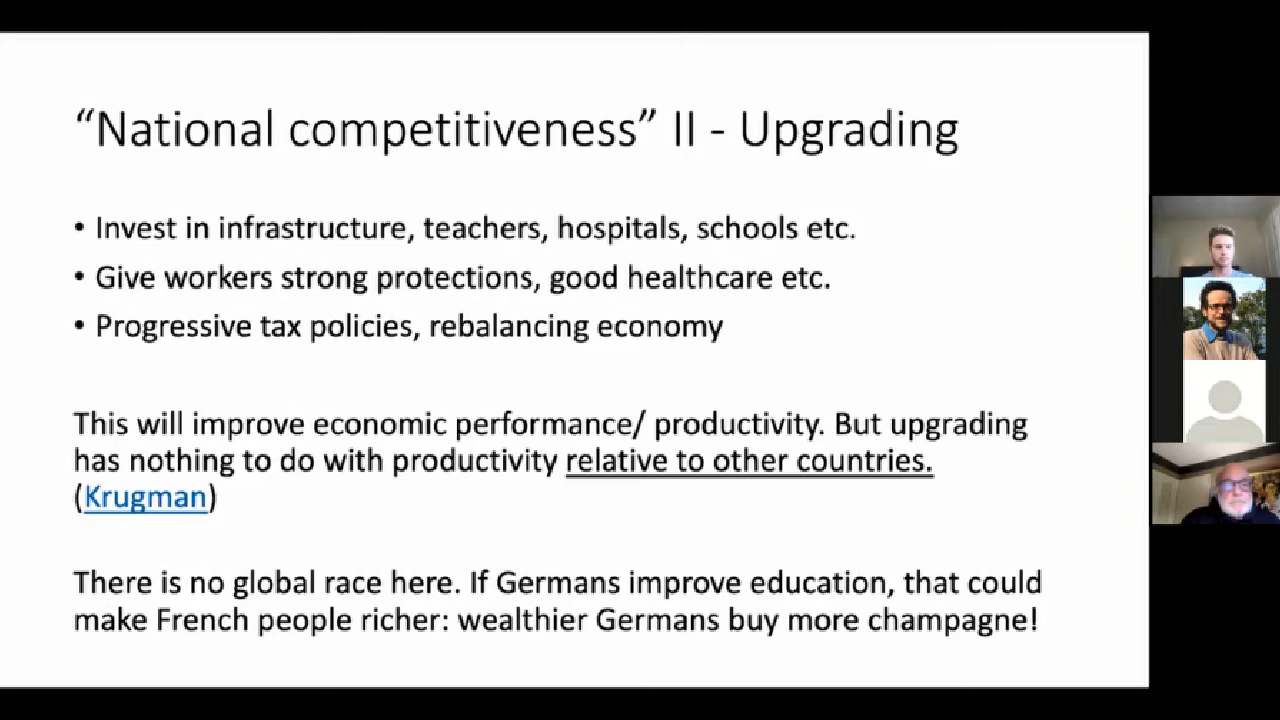 “National competitiveness” II - Upgrading
• Invest in infrastructure, teachers, hospitals, schools etc.
• Give workers strong protections, good healthcare etc.
• Progressive tax policies, rebalancing economy
This will improve economic performance/ productivity. But upgrading
has nothing to do with productivity relative to other countries.
(Krugman)
There is no global race here. If Germans improve education, that could
make French people richer: wealthier Germans buy more champagne!